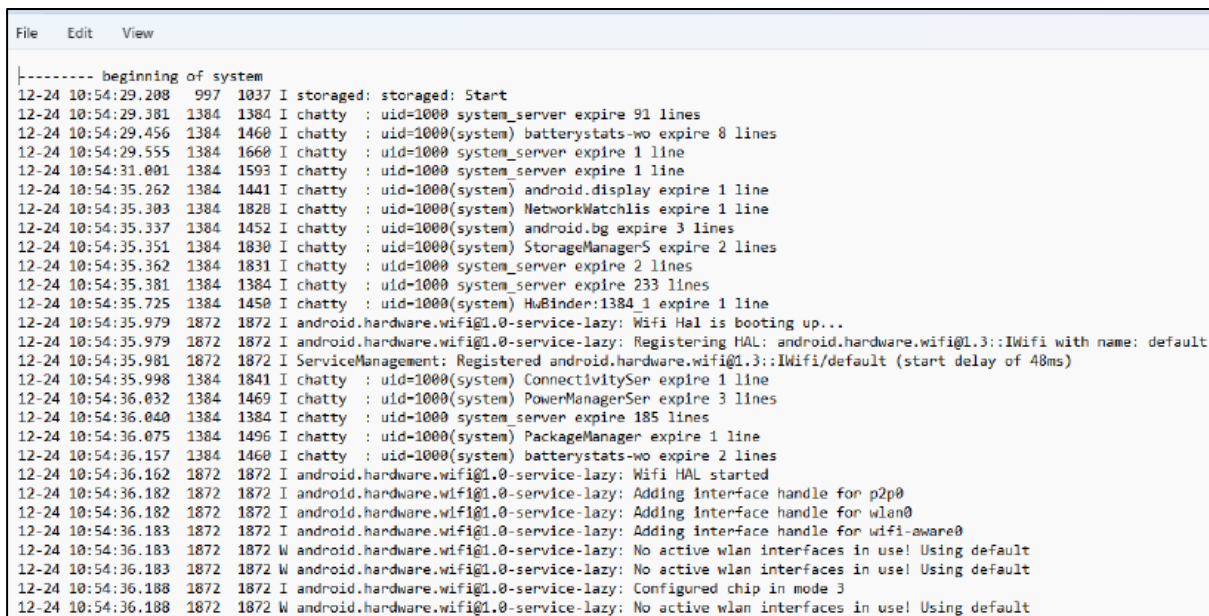 File Edit View
--------- beginning of system
12-24 10:54:29.208   997  1037 I storaged: storaged: Start
12-24 10:54:29.381  1384  1384 I chatty  : uid=1000 system_server expire 91 lines
12-24 10:54:29.456  1384  1460 I chatty  : uid=1000(system) batterystats-wo expire 8 lines
12-24 10:54:29.555  1384  1660 I chatty  : uid=1000 system_server expire 1 line
12-24 10:54:31.001  1384  1593 I chatty  : uid=1000 system_server expire 1 line
12-24 10:54:35.262  1384  1441 I chatty  : uid=1000(system) android.display expire 1 line
12-24 10:54:35.303  1384  1828 I chatty  : uid=1000(system) NetworkWatchlis expire 1 line
12-24 10:54:35.337  1384  1452 I chatty  : uid=1000(system) android.bg expire 3 lines
12-24 10:54:35.351  1384  1830 I chatty  : uid=1000(system) StorageManagerS expire 2 lines
12-24 10:54:35.362  1384  1831 I chatty  : uid=1000 system_server expire 2 lines
12-24 10:54:35.381  1384  1384 I chatty  : uid=1000 system_server expire 233 lines
12-24 10:54:35.725  1384  1450 I chatty  : uid=1000(system) HwBinder:1384_1 expire 1 line
12-24 10:54:35.979  1872  1872 I android.hardware.wifi@1.0-service-lazy: Wifi Hal is booting up...
12-24 10:54:35.979  1872  1872 I android.hardware.wifi@1.0-service-lazy: Registering HAL: android.hardware.wifi@1.3::IWifi with name: default
12-24 10:54:35.981  1872  1872 I ServiceManagement: Registered android.hardware.wifi@1.3::IWifi/default (start delay of 48ms)
12-24 10:54:35.998  1384  1841 I chatty  : uid=1000(system) ConnectivitySer expire 1 line
12-24 10:54:36.032  1384  1469 I chatty  : uid=1000(system) PowerManagerSer expire 3 lines
12-24 10:54:36.040  1384  1384 I chatty  : uid=1000 system_server expire 185 lines
12-24 10:54:36.075  1384  1496 I chatty  : uid=1000(system) PackageManager expire 1 line
12-24 10:54:36.157  1384  1460 I chatty  : uid=1000(system) batterystats-wo expire 2 lines
12-24 10:54:36.162  1872  1872 I android.hardware.wifi@1.0-service-lazy: Wifi HAL started
12-24 10:54:36.182  1872  1872 I android.hardware.wifi@1.0-service-lazy: Adding interface handle for p2p0
12-24 10:54:36.182  1872  1872 I android.hardware.wifi@1.0-service-lazy: Adding interface handle for wlan0
12-24 10:54:36.183  1872  1872 I android.hardware.wifi@1.0-service-lazy: Adding interface handle for wifi-aware0
12-24 10:54:36.183  1872  1872 W android.hardware.wifi@1.0-service-lazy: No active wlan interfaces in use! Using default
12-24 10:54:36.183  1872  1872 W android.hardware.wifi@1.0-service-lazy: No active wlan interfaces in use! Using default
12-24 10:54:36.188  1872  1872 I android.hardware.wifi@1.0-service-lazy: Configured chip in mode 3
12-24 10:54:36.188  1872  1872 W android.hardware.wifi@1.0-service-lazy: No active wlan interfaces in use! Using default